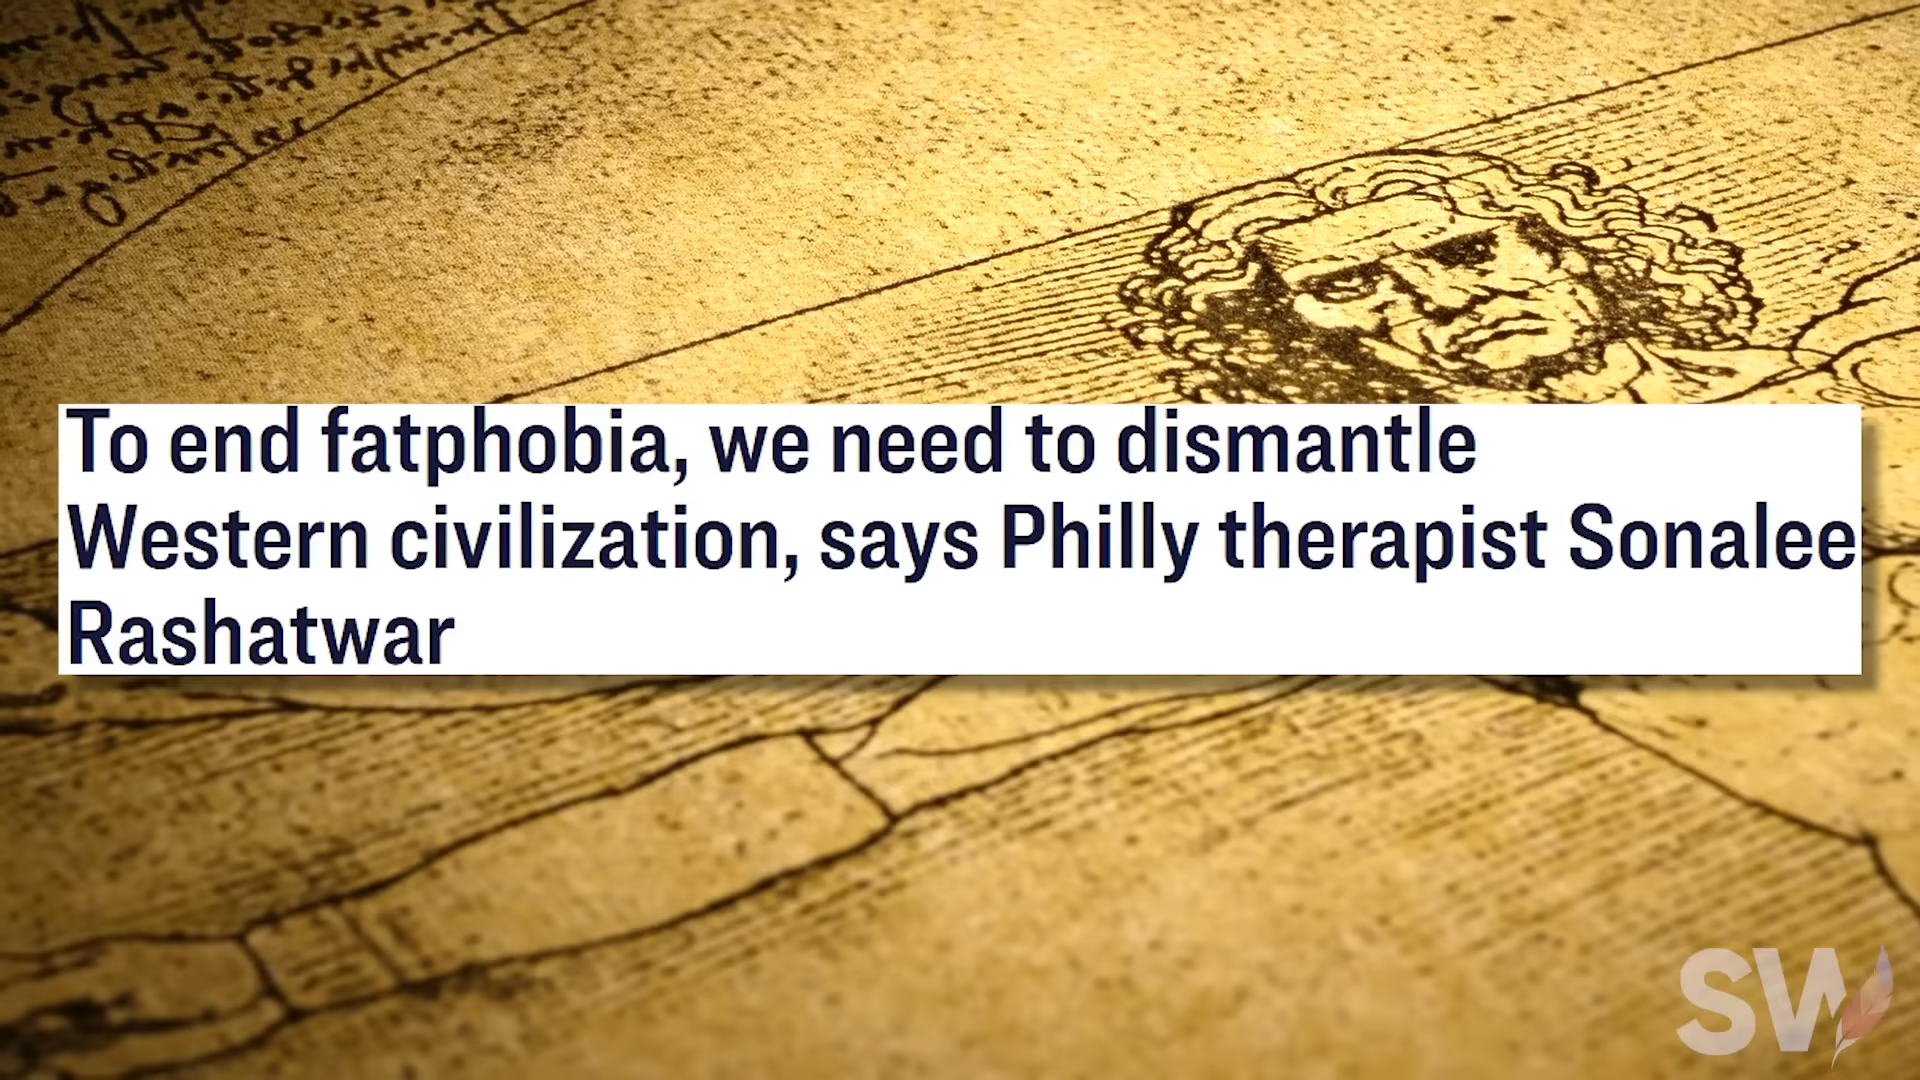 To end fatphobia, we need to dismantle
Western civilization, says Philly therapist Sonalee
Rashatwar
SW